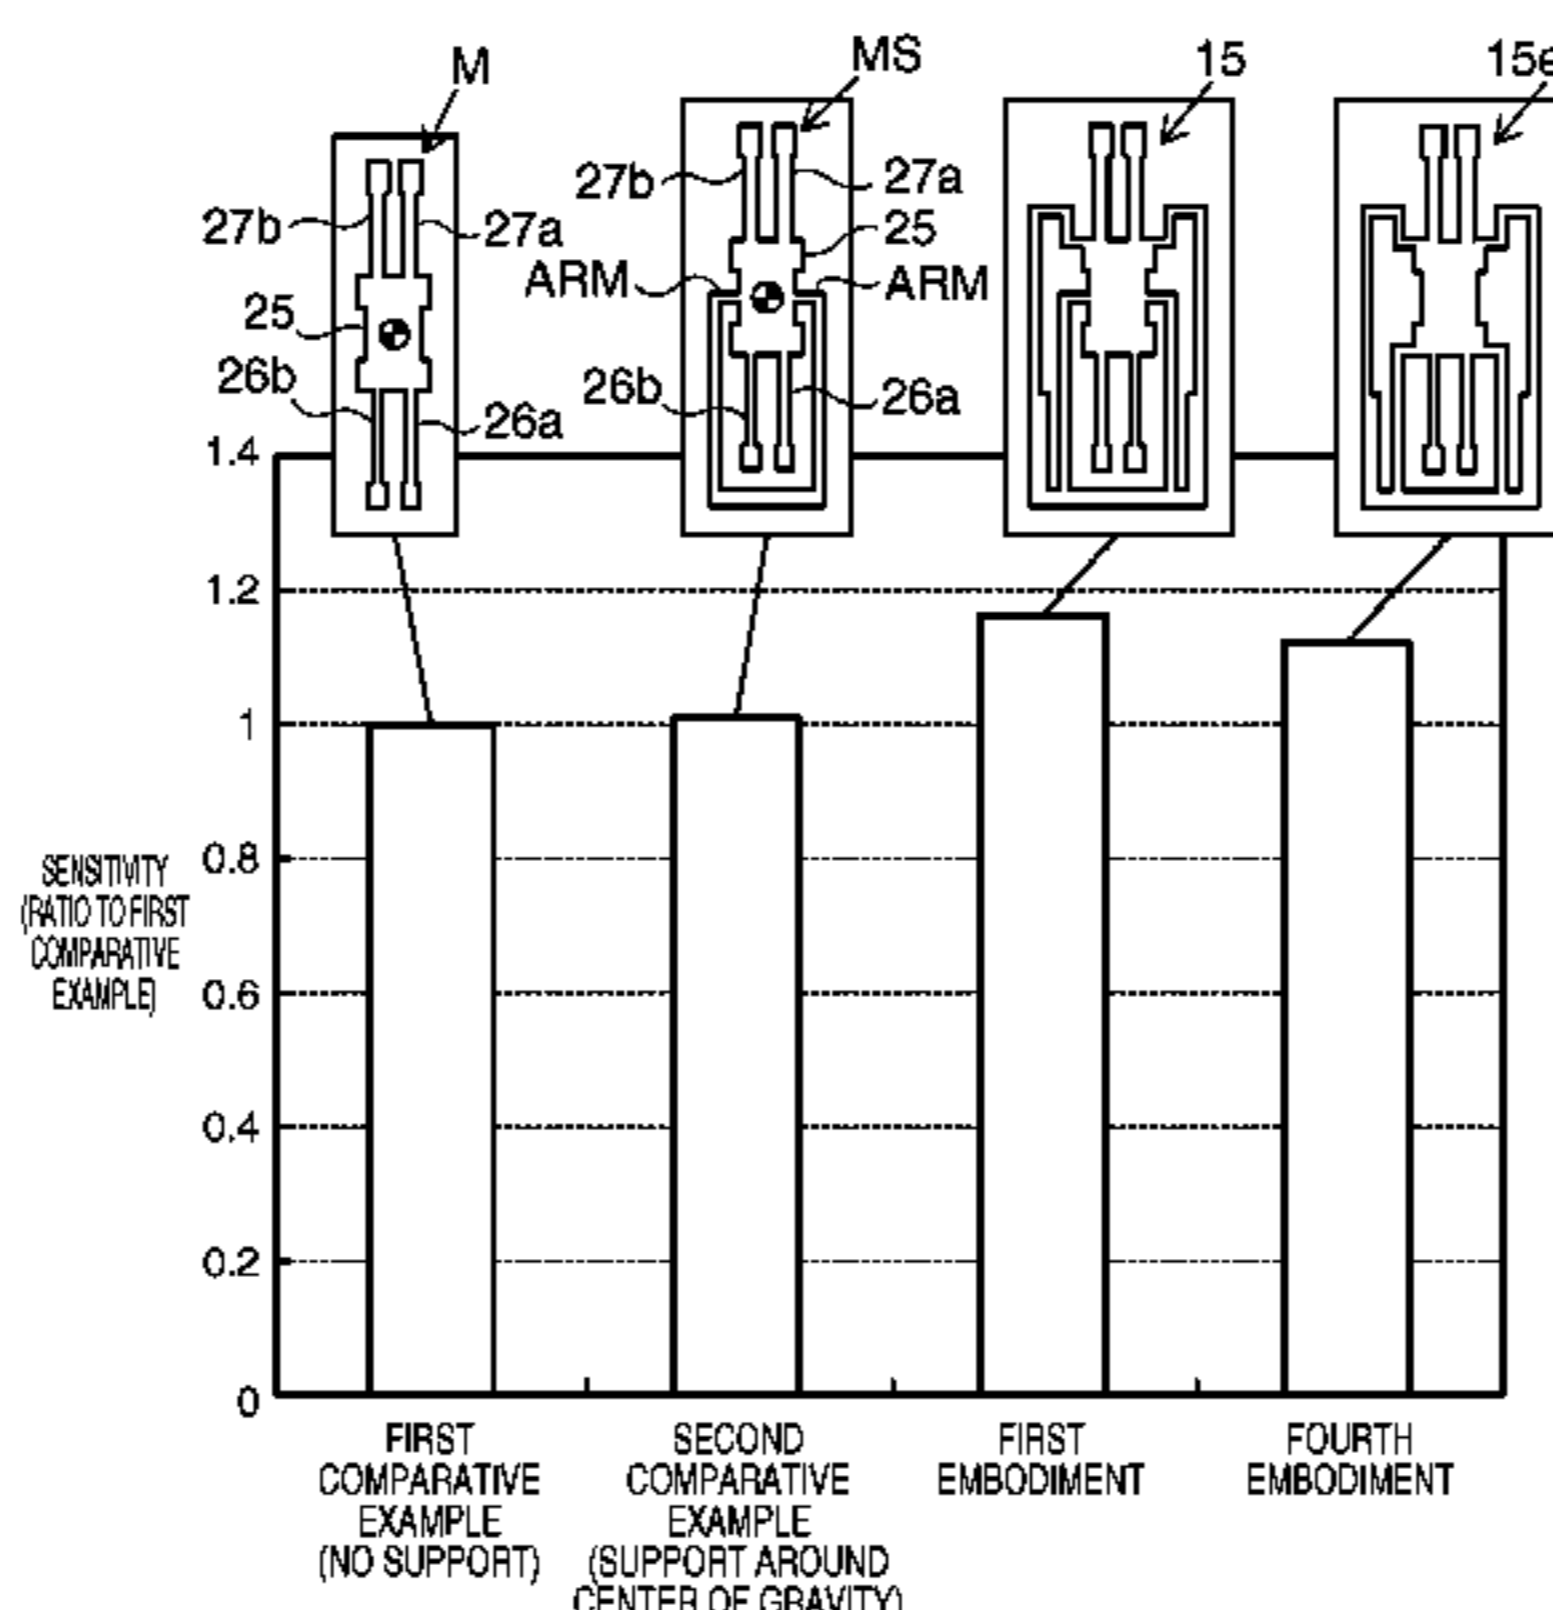 M
MS
15
15e
27b
27a
27b
27a
25
25
ARM
ARM
26b
26a
26b
26a
1.4
1.2
1
0.8
0.6
0.4
0.2
0
SENSITIVITY
(RATIO TO FIRST
COMPARATIVE
EXAMPLE)
FIRST
COMPARATIVE
EXAMPLE
(NO SUPPORT)
SECOND
COMPARATIVE
EXAMPLE
(SUPPORT AROUND
CENTER OF GRAVITY)
FIRST
EMBODIMENT
FOURTH
EMBODIMENT